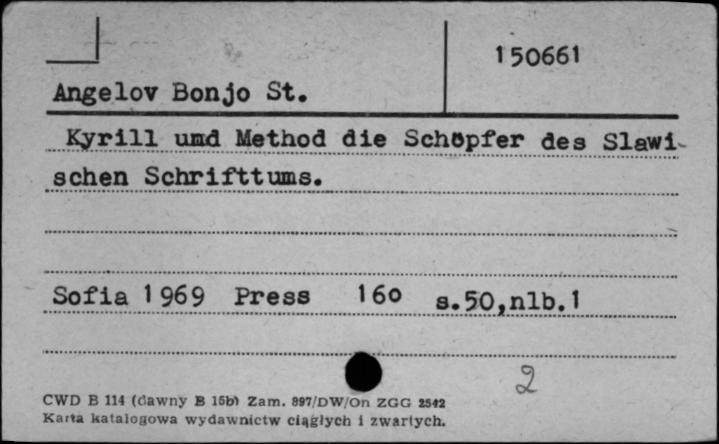 150661
Angelov Bonjo St.
Kyrill umd Method die Schöpfer des Slawi-
schen Schrifttums.
Sofia 1969 Press 16o s.50,nlb.1
2
CWD B 114 (dawny B 15b) Zam. 897/DW/On ZGG 2542
Karta katalogowa wydawnictw ciągłych i zwartych.